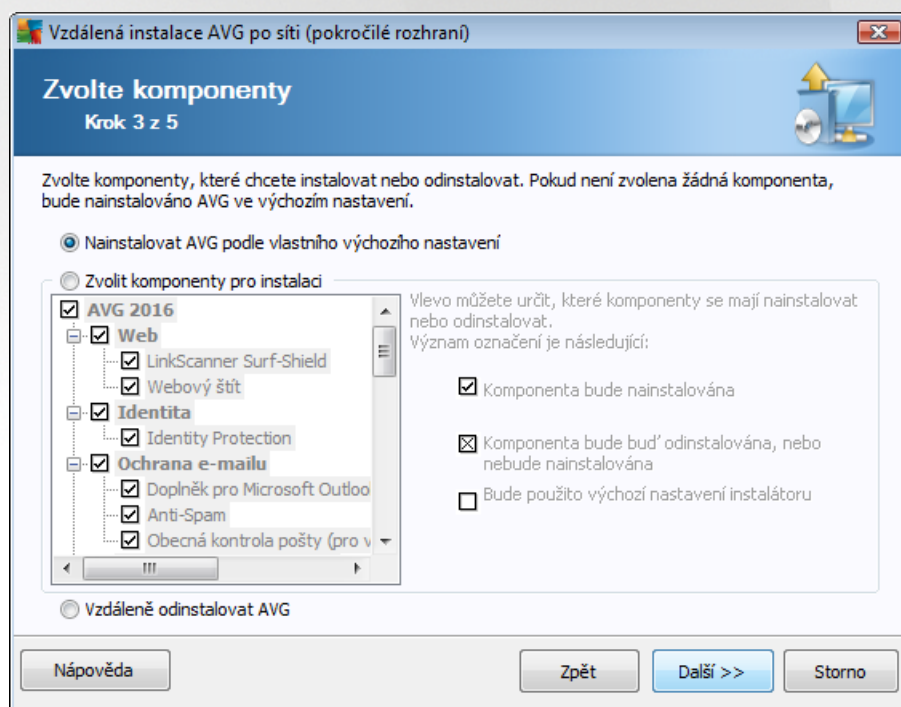 Vzdálená instalace AVG po síti (pokročilé rozhraní)
Zvolte komponenty
Krok 3 z 5
Zvolte komponenty, které chcete instalovat nebo odinstalovat. Pokud není zvolena žádná komponenta,
bude nainstalováno AVG ve výchozím nastavení.
Nainstalovat AVG podle vlastního výchozího nastavení
Zvolit komponenty pro instalaci
AVG 2016
Web
LinkScanner Surf-Shield
Webový štít
Identita
Identity Protection
Ochrana e-mailu
Doplněk pro Microsoft Outloo
Anti-Spam
Obecná kontrola pošty (pro v
Vlevo můžete určit, které komponenty se mají nainstalovat
nebo odinstalovat.
Význam označení je následující:
Komponenta bude nainstalována
Komponenta bude buď odinstalována, nebo
nebude nainstalována
Bude použito výchozí nastavení instalátoru
Vzdáleně odinstalovat AVG
Nápověda
Zpět
Další >>
Storno